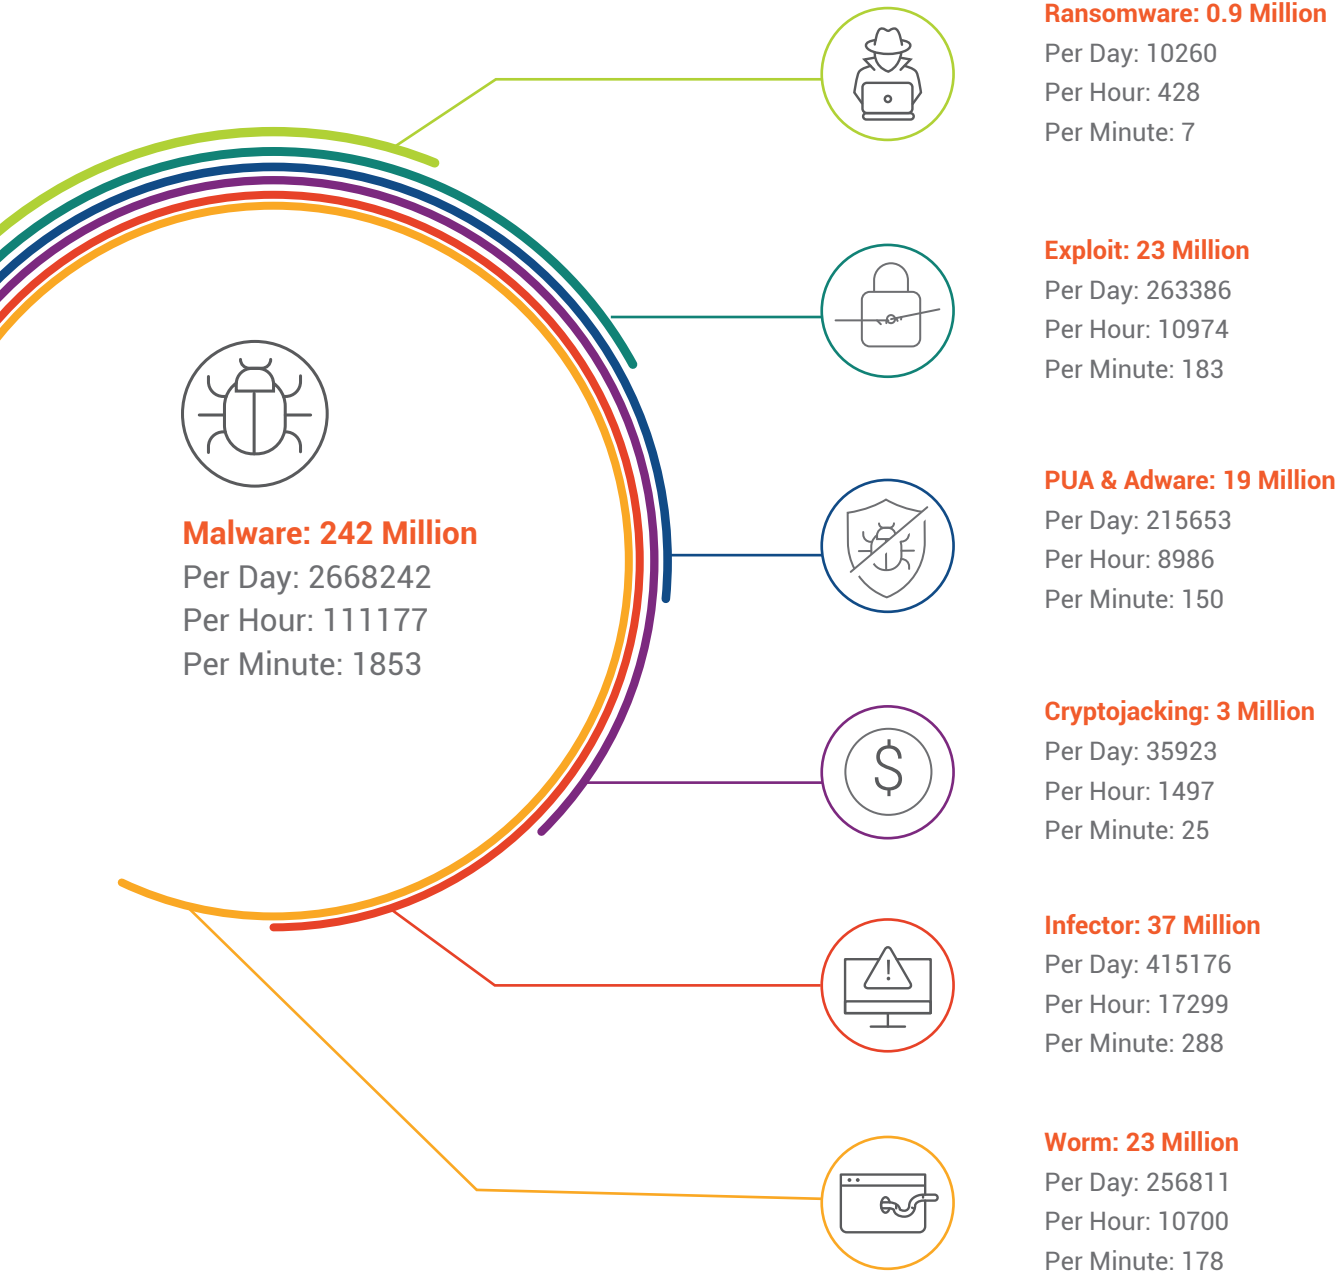 Malware: 242 Million
Per Day: 2668242
Per Hour: 111177
Per Minute: 1853
Ransomware: 0.9 Million
Per Day: 10260
Per Hour: 428
Per Minute: 7
Exploit: 23 Million
Per Day: 263386
Per Hour: 10974
Per Minute: 183
PUA & Adware: 19 Million
Per Day: 215653
Per Hour: 8986
Per Minute: 150
Cryptojacking: 3 Million
Per Day: 35923
Per Hour: 1497
Per Minute: 25
Infector: 37 Million
Per Day: 415176
Per Hour: 17299
Per Minute: 288
Worm: 23 Million
Per Day: 256811
Per Hour: 10700
Per Minute: 178